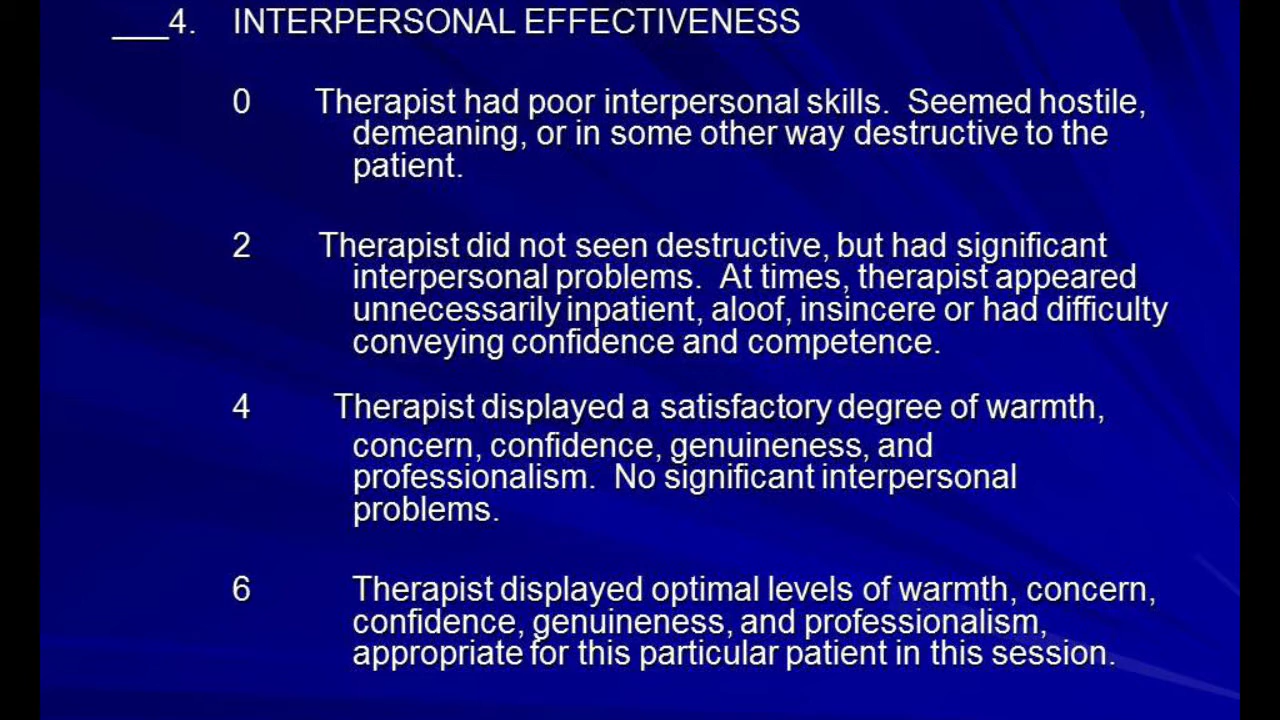 ___4. INTERPERSONAL EFFECTIVENESS
0 Therapist had poor interpersonal skills. Seemed hostile,
demeaning, or in some other way destructive to the
patient.
2 Therapist did not seen destructive, but had significant
interpersonal problems. At times, therapist appeared
unnecessarily inpatient, aloof, insincere or had difficulty
conveying confidence and competence.
4 Therapist displayed a satisfactory degree of warmth,
concern, confidence, genuineness, and
professionalism. No significant interpersonal
problems.
6 Therapist displayed optimal levels of warmth, concern,
confidence, genuineness, and professionalism,
appropriate for this particular patient in this session.